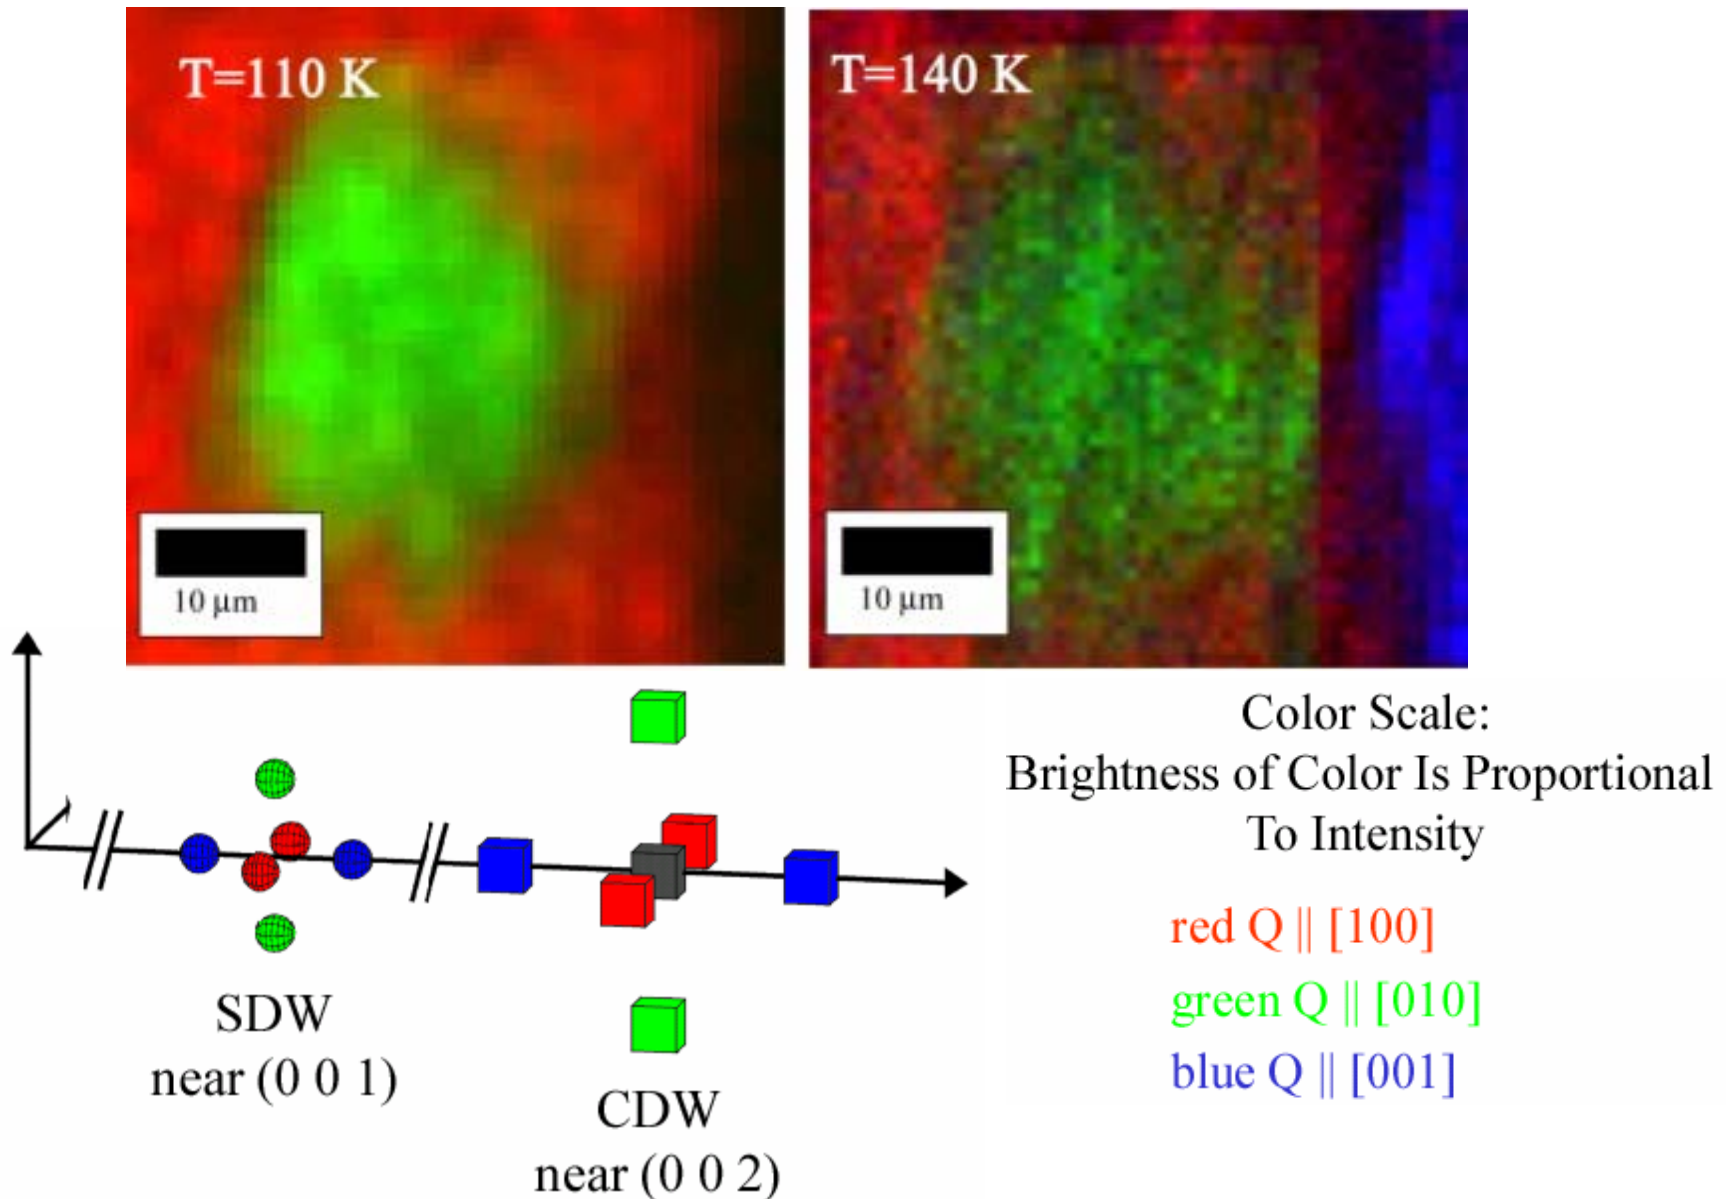 T=110 K
T=140 K
10 μm
10 μm
SDW
near (0 0 1)
CDW
near (0 0 2)
Color Scale:
Brightness of Color Is Proportional
To Intensity
red Q || [100]
green Q || [010]
blue Q || [001]